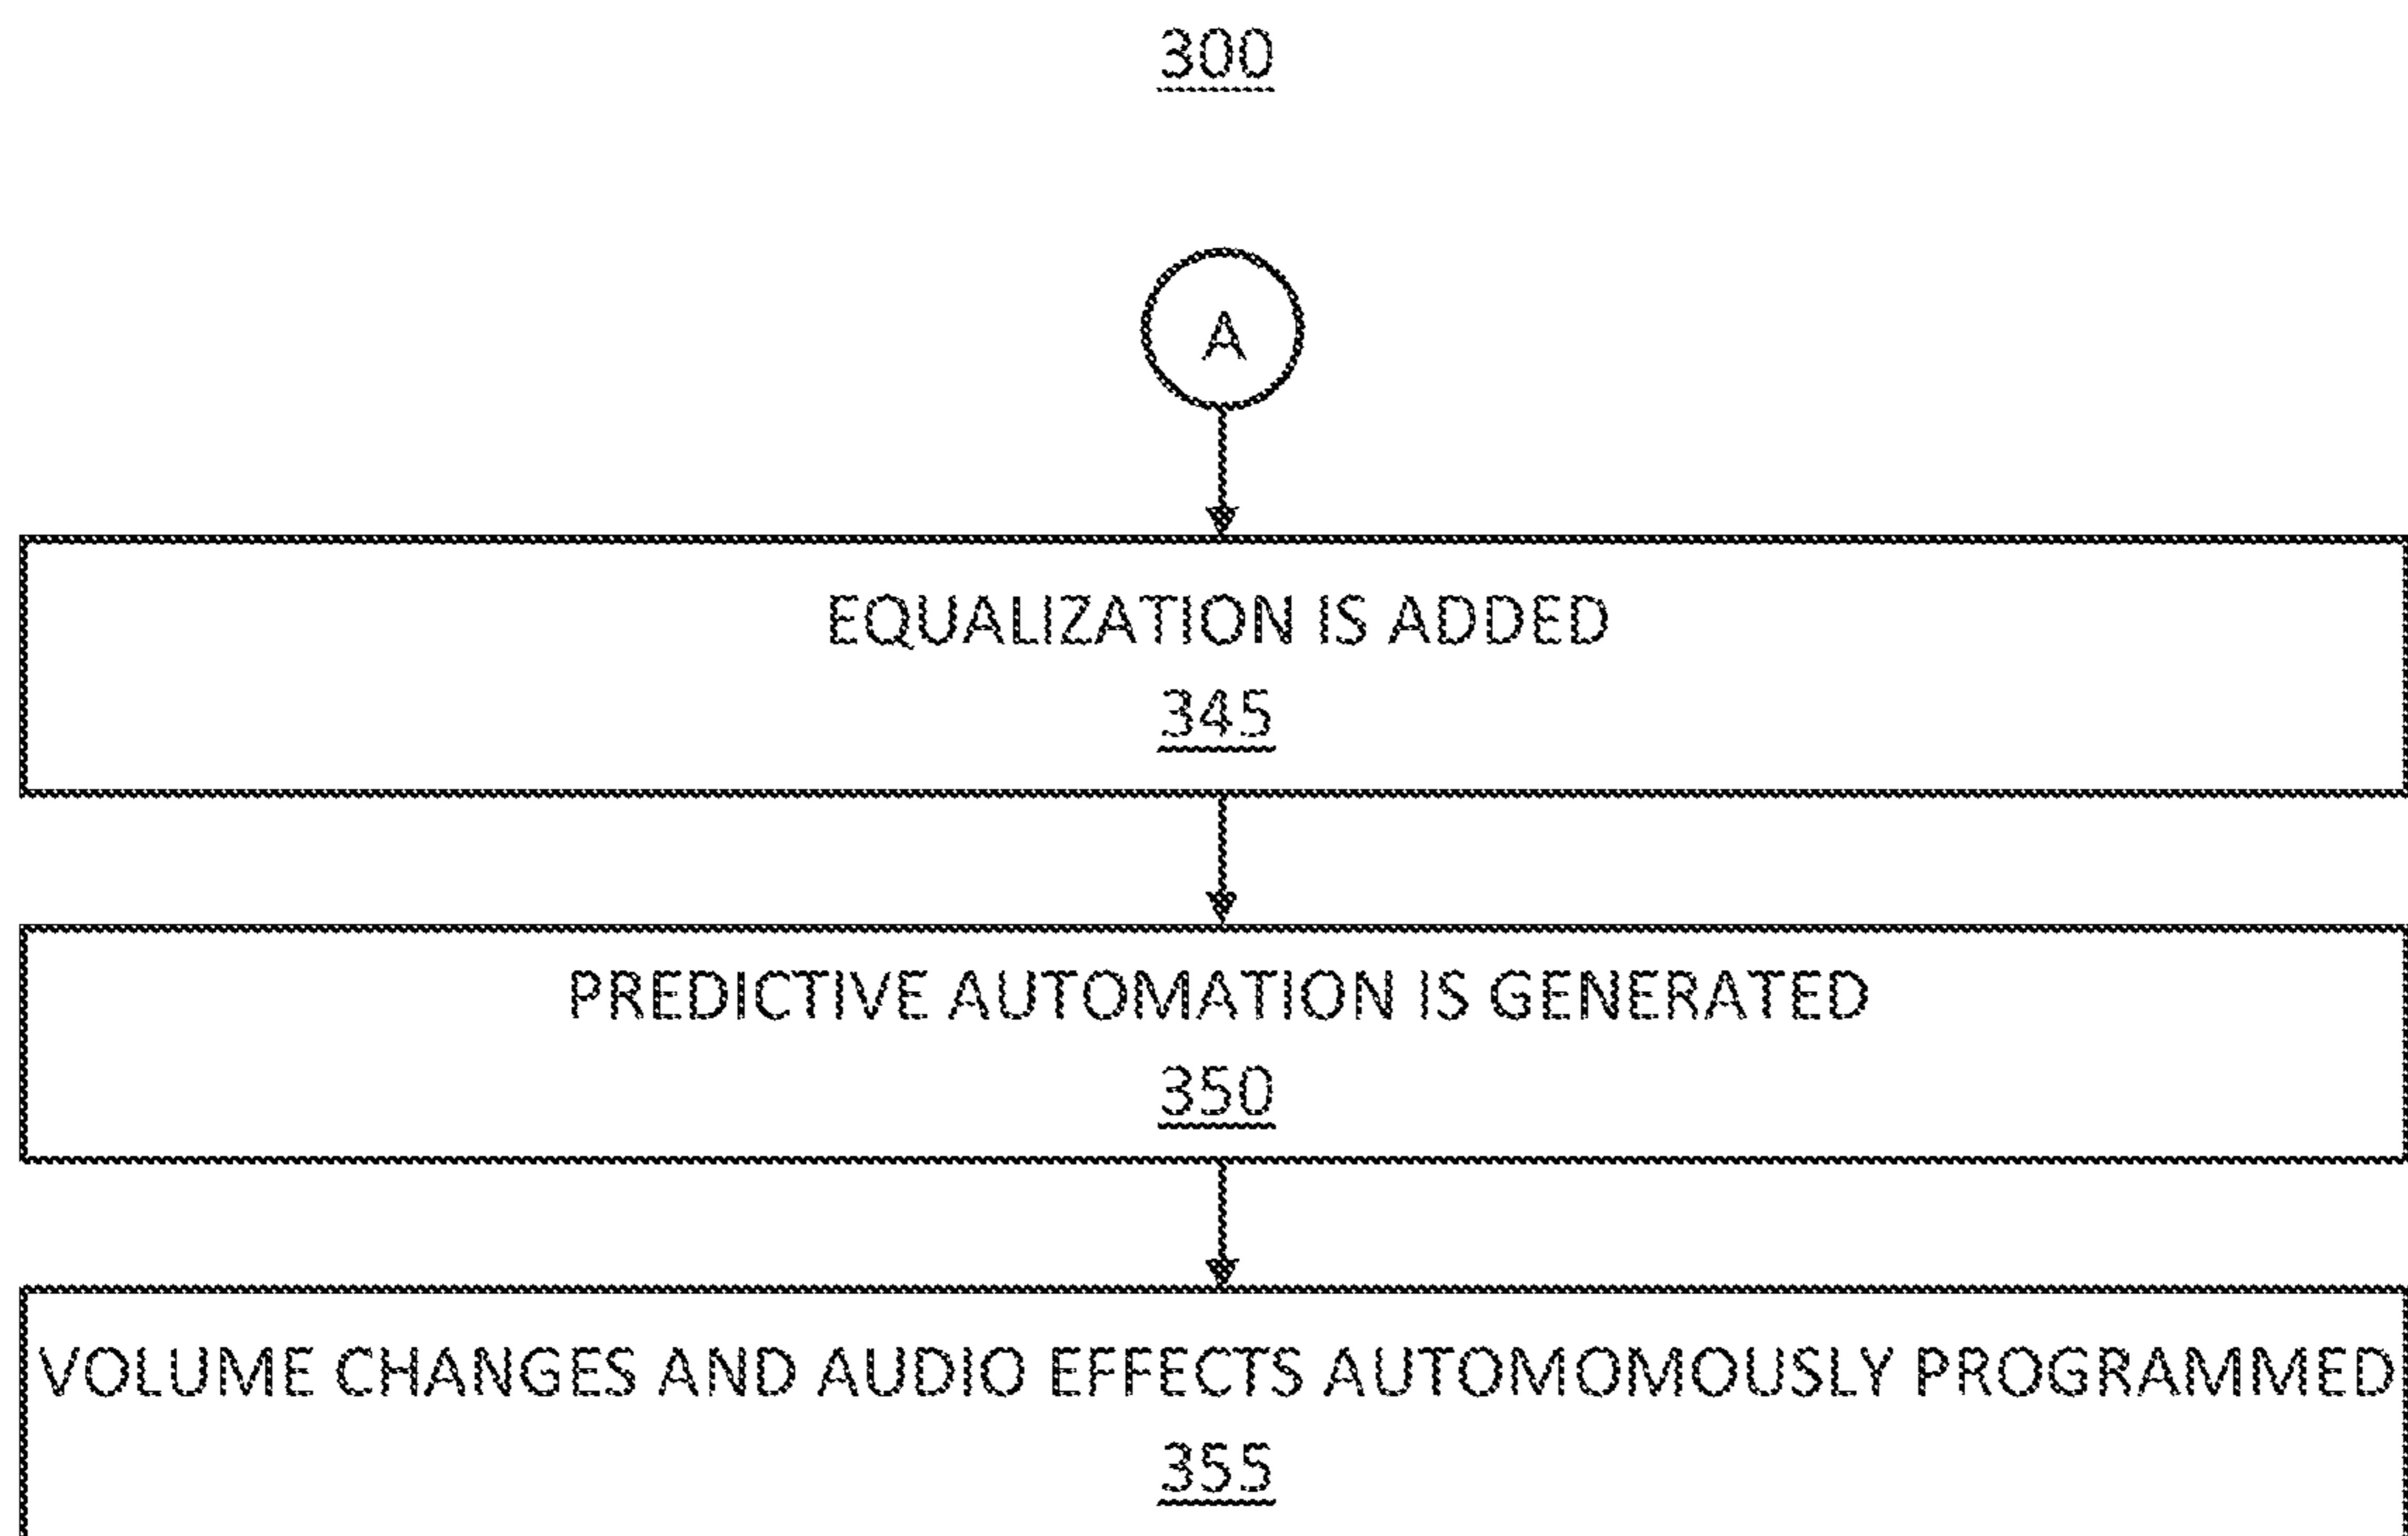 300
A
EQUALIZATION IS ADDED
345
PREDICTIVE AUTOMATION IS GENERATED
350
VOLUME CHANGES AND AUDIO EFFECTS AUTOMOMOUSLY PROGRAMMED
355